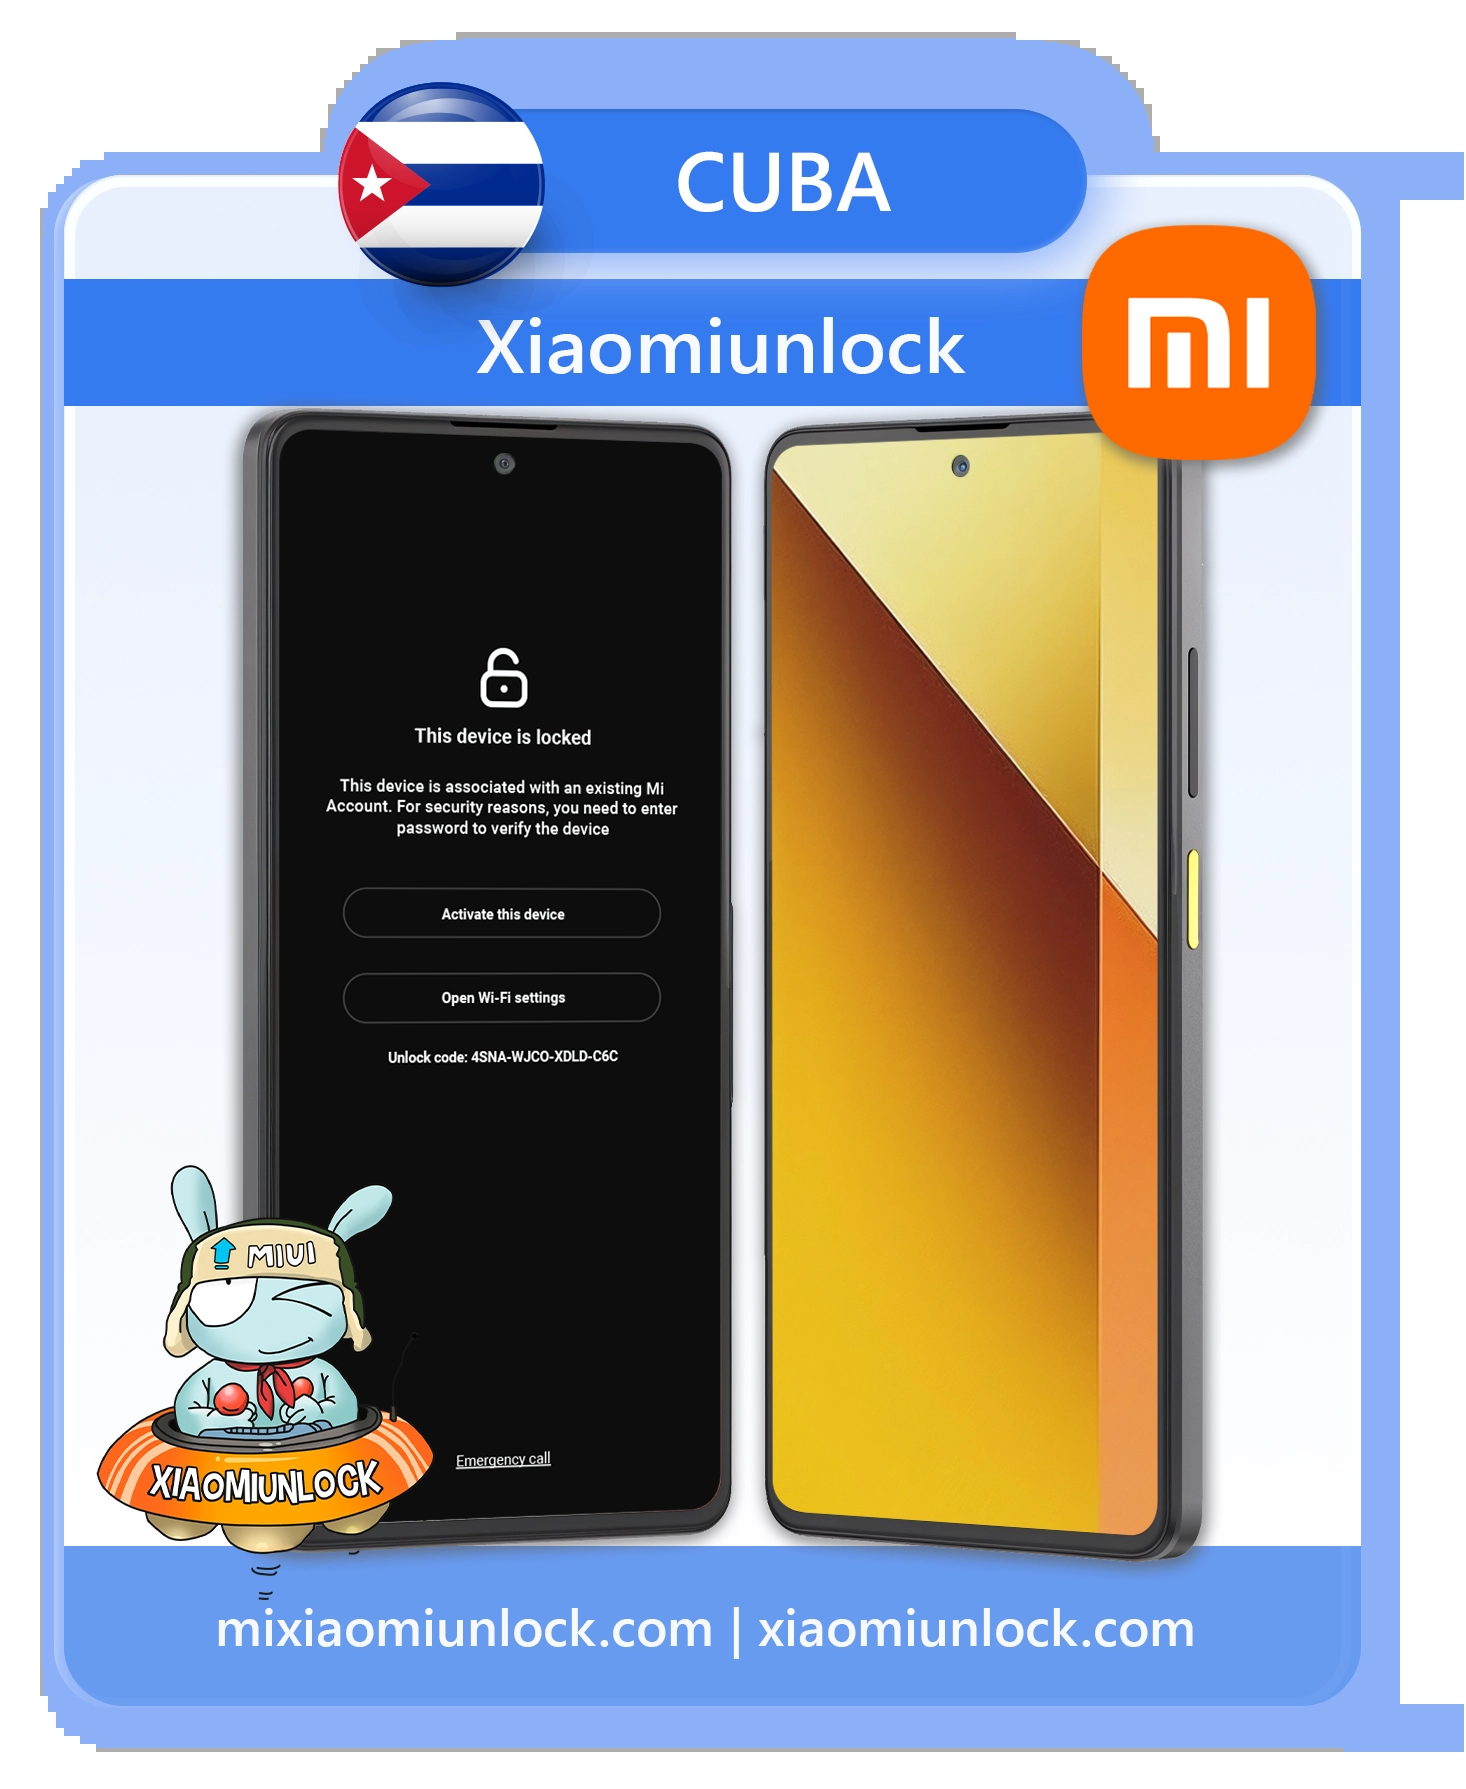 CUBA
Xiaomiunlock
mi
This device is locked
This device is associated with an existing Mi
Account. For security reasons, you need to enter
password to verify the device
Activate this device
Open Wi-Fi settings
Unlock code: 4SNA-WJCO-XDLD-C6C
MIUI
XIAOMIUNLOCK
Emergency call
mixiaomiunlock.com | xiaomiunlock.com